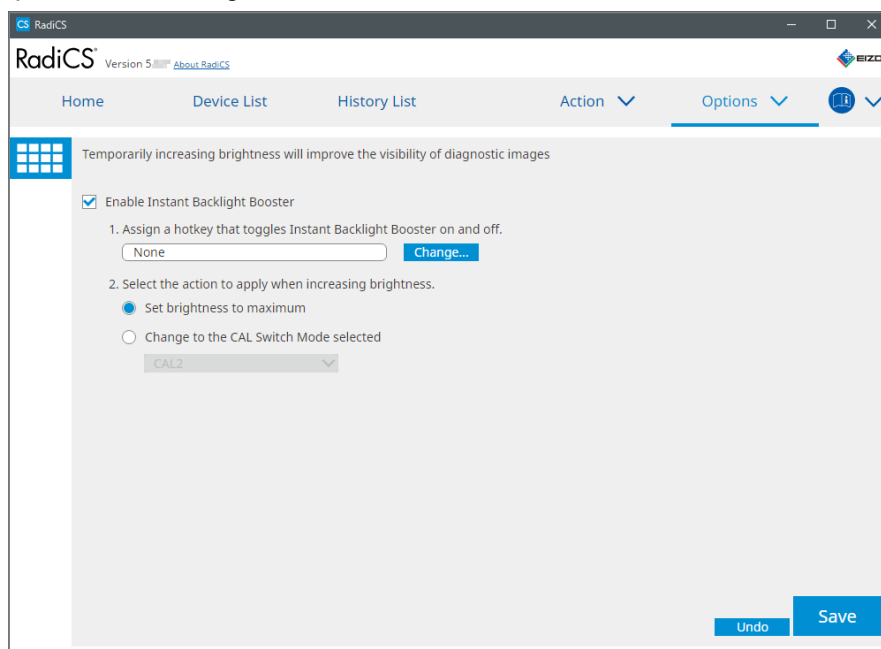 CS RadiCS
RadiCS® Version 5. About RadiCS EIZO
Home Device List History List Action Options
Temporarily increasing brightness will improve the visibility of diagnostic images
Enable Instant Backlight Booster
1. Assign a hotkey that toggles Instant Backlight Booster on and off.
None Change...
2. Select the action to apply when increasing brightness.
Set brightness to maximum
Change to the CAL Switch Mode selected
CAL2
Undo Save